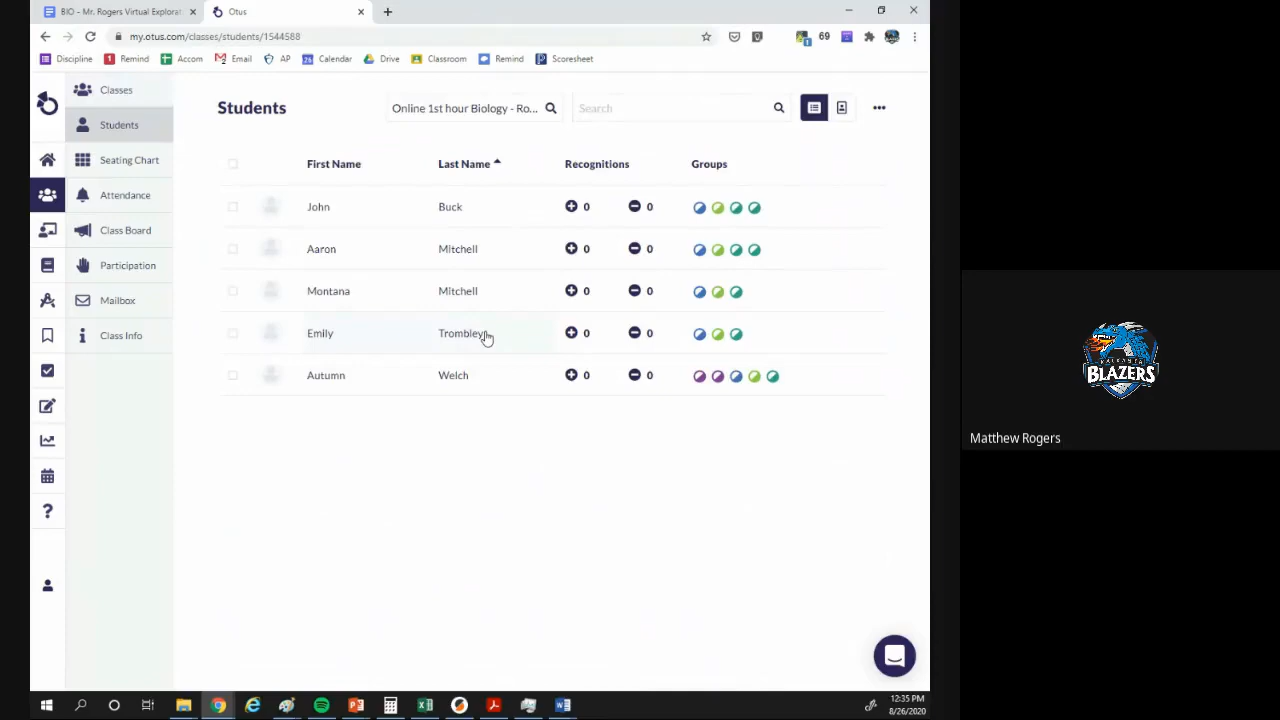 BIO - Mr. Rogers Virtual Explorat
Otus
my.otus.com/classes/students/1544588
69
Discipline
Remind
Accom
Email
AP
Calendar
Drive
Classroom
Remind
Scoresheet
Classes
Students
Seating Chart
Attendance
Class Board
Participation
Mailbox
Class Info
Students
Online 1st hour Biology - Ro...
Search
First Name Last Name Recognitions Groups
John Buck 0 0
Aaron Mitchell 0 0
Montana Mitchell 0 0
Emily Trombley 0 0
Autumn Welch 0 0
BLAZERS
Matthew Rogers
12:35 PM
8/26/2020